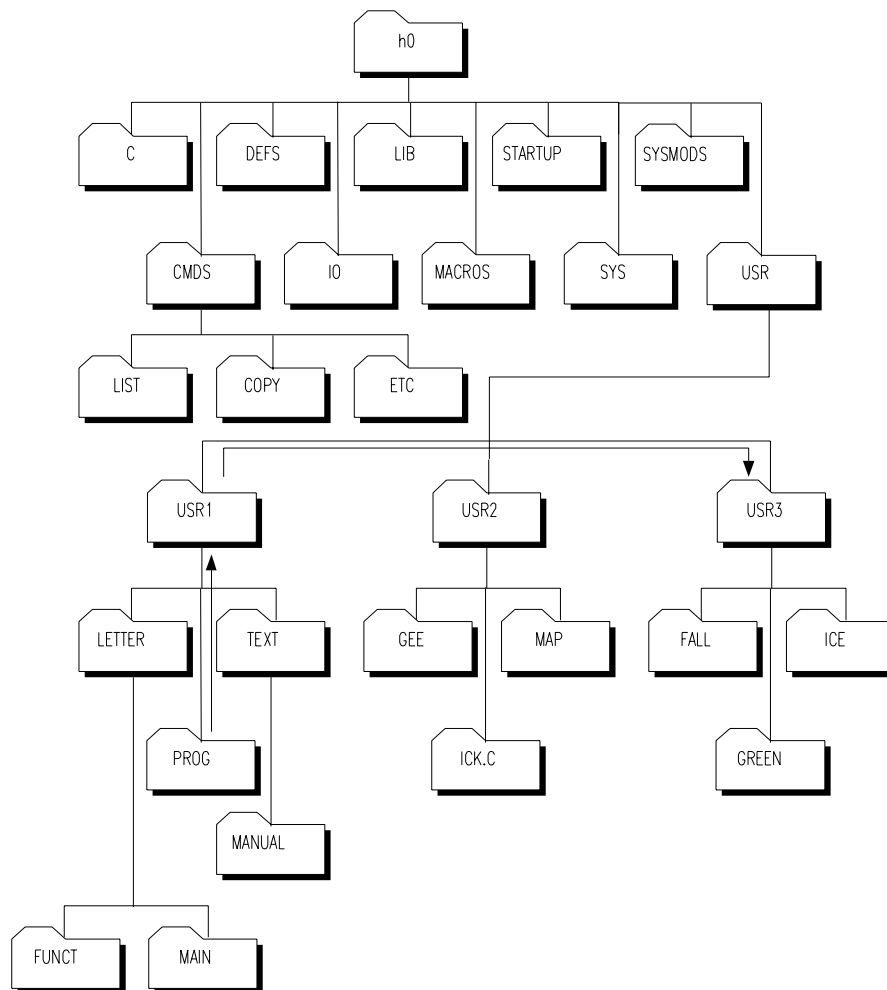 h0
C
DEFS
LIB
STARTUP
SYSMODS
CMDS
IO
MACROS
SYS
USR
LIST
COPY
ETC
USR1
USR2
USR3
LETTER
TEXT
GEE
MAP
FALL
ICE
PROG
ICK.C
GREEN
MANUAL
FUNCT
MAIN